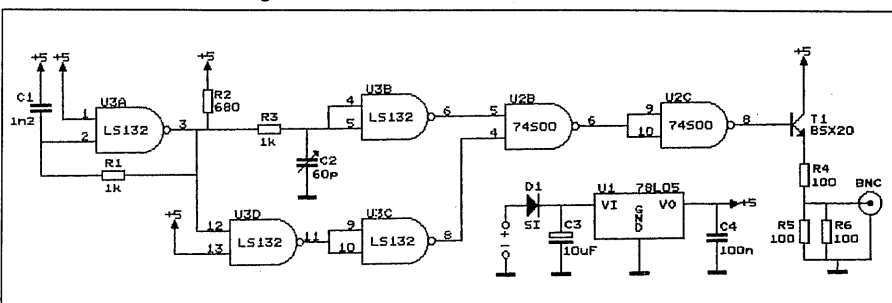 +5 +5 +5 +5
C1
1n2
U3A
1
2
3
LS132
R2
680
R3
1k
R1
1k
C2
60p
U3B
4
5
6
LS132
U2B
5
4
6
74S00
U2C
9
10
8
74S00
T1
BSX20
R4
100
BNC
R5
100
R6
100
+5
U3D
12
13
11
LS132
U3C
9
10
8
LS132
D1
SI
+
-
C3
10uF
U1 78L05
VI GND VO
+5
C4
100n